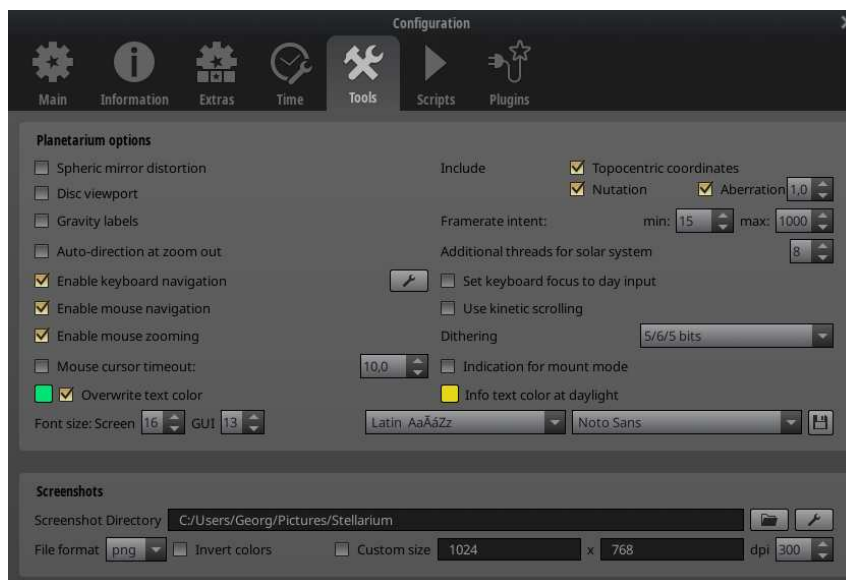 Configuration
Main Information Extras Time Tools Scripts Plugins
Planetarium options
Spheric mirror distortion
Disc viewport
Gravity labels
Auto-direction at zoom out
Enable keyboard navigation
Enable mouse navigation
Enable mouse zooming
Mouse cursor timeout: 10,0
Overwrite text color
Font size: Screen 16 GUI 13
Include Topocentric coordinates
Nutation Aberration 1,0
Framerate intent: min: 15 max: 1000
Additional threads for solar system 8
Set keyboard focus to day input
Use kinetic scrolling
Dithering 5/6/5 bits
Indication for mount mode
Info text color at daylight
Latin AaÃáZz Noto Sans
Screenshots
Screenshot Directory C:/Users/Georg/Pictures/Stellarium
File format png Invert colors Custom size 1024 x 768 dpi 300